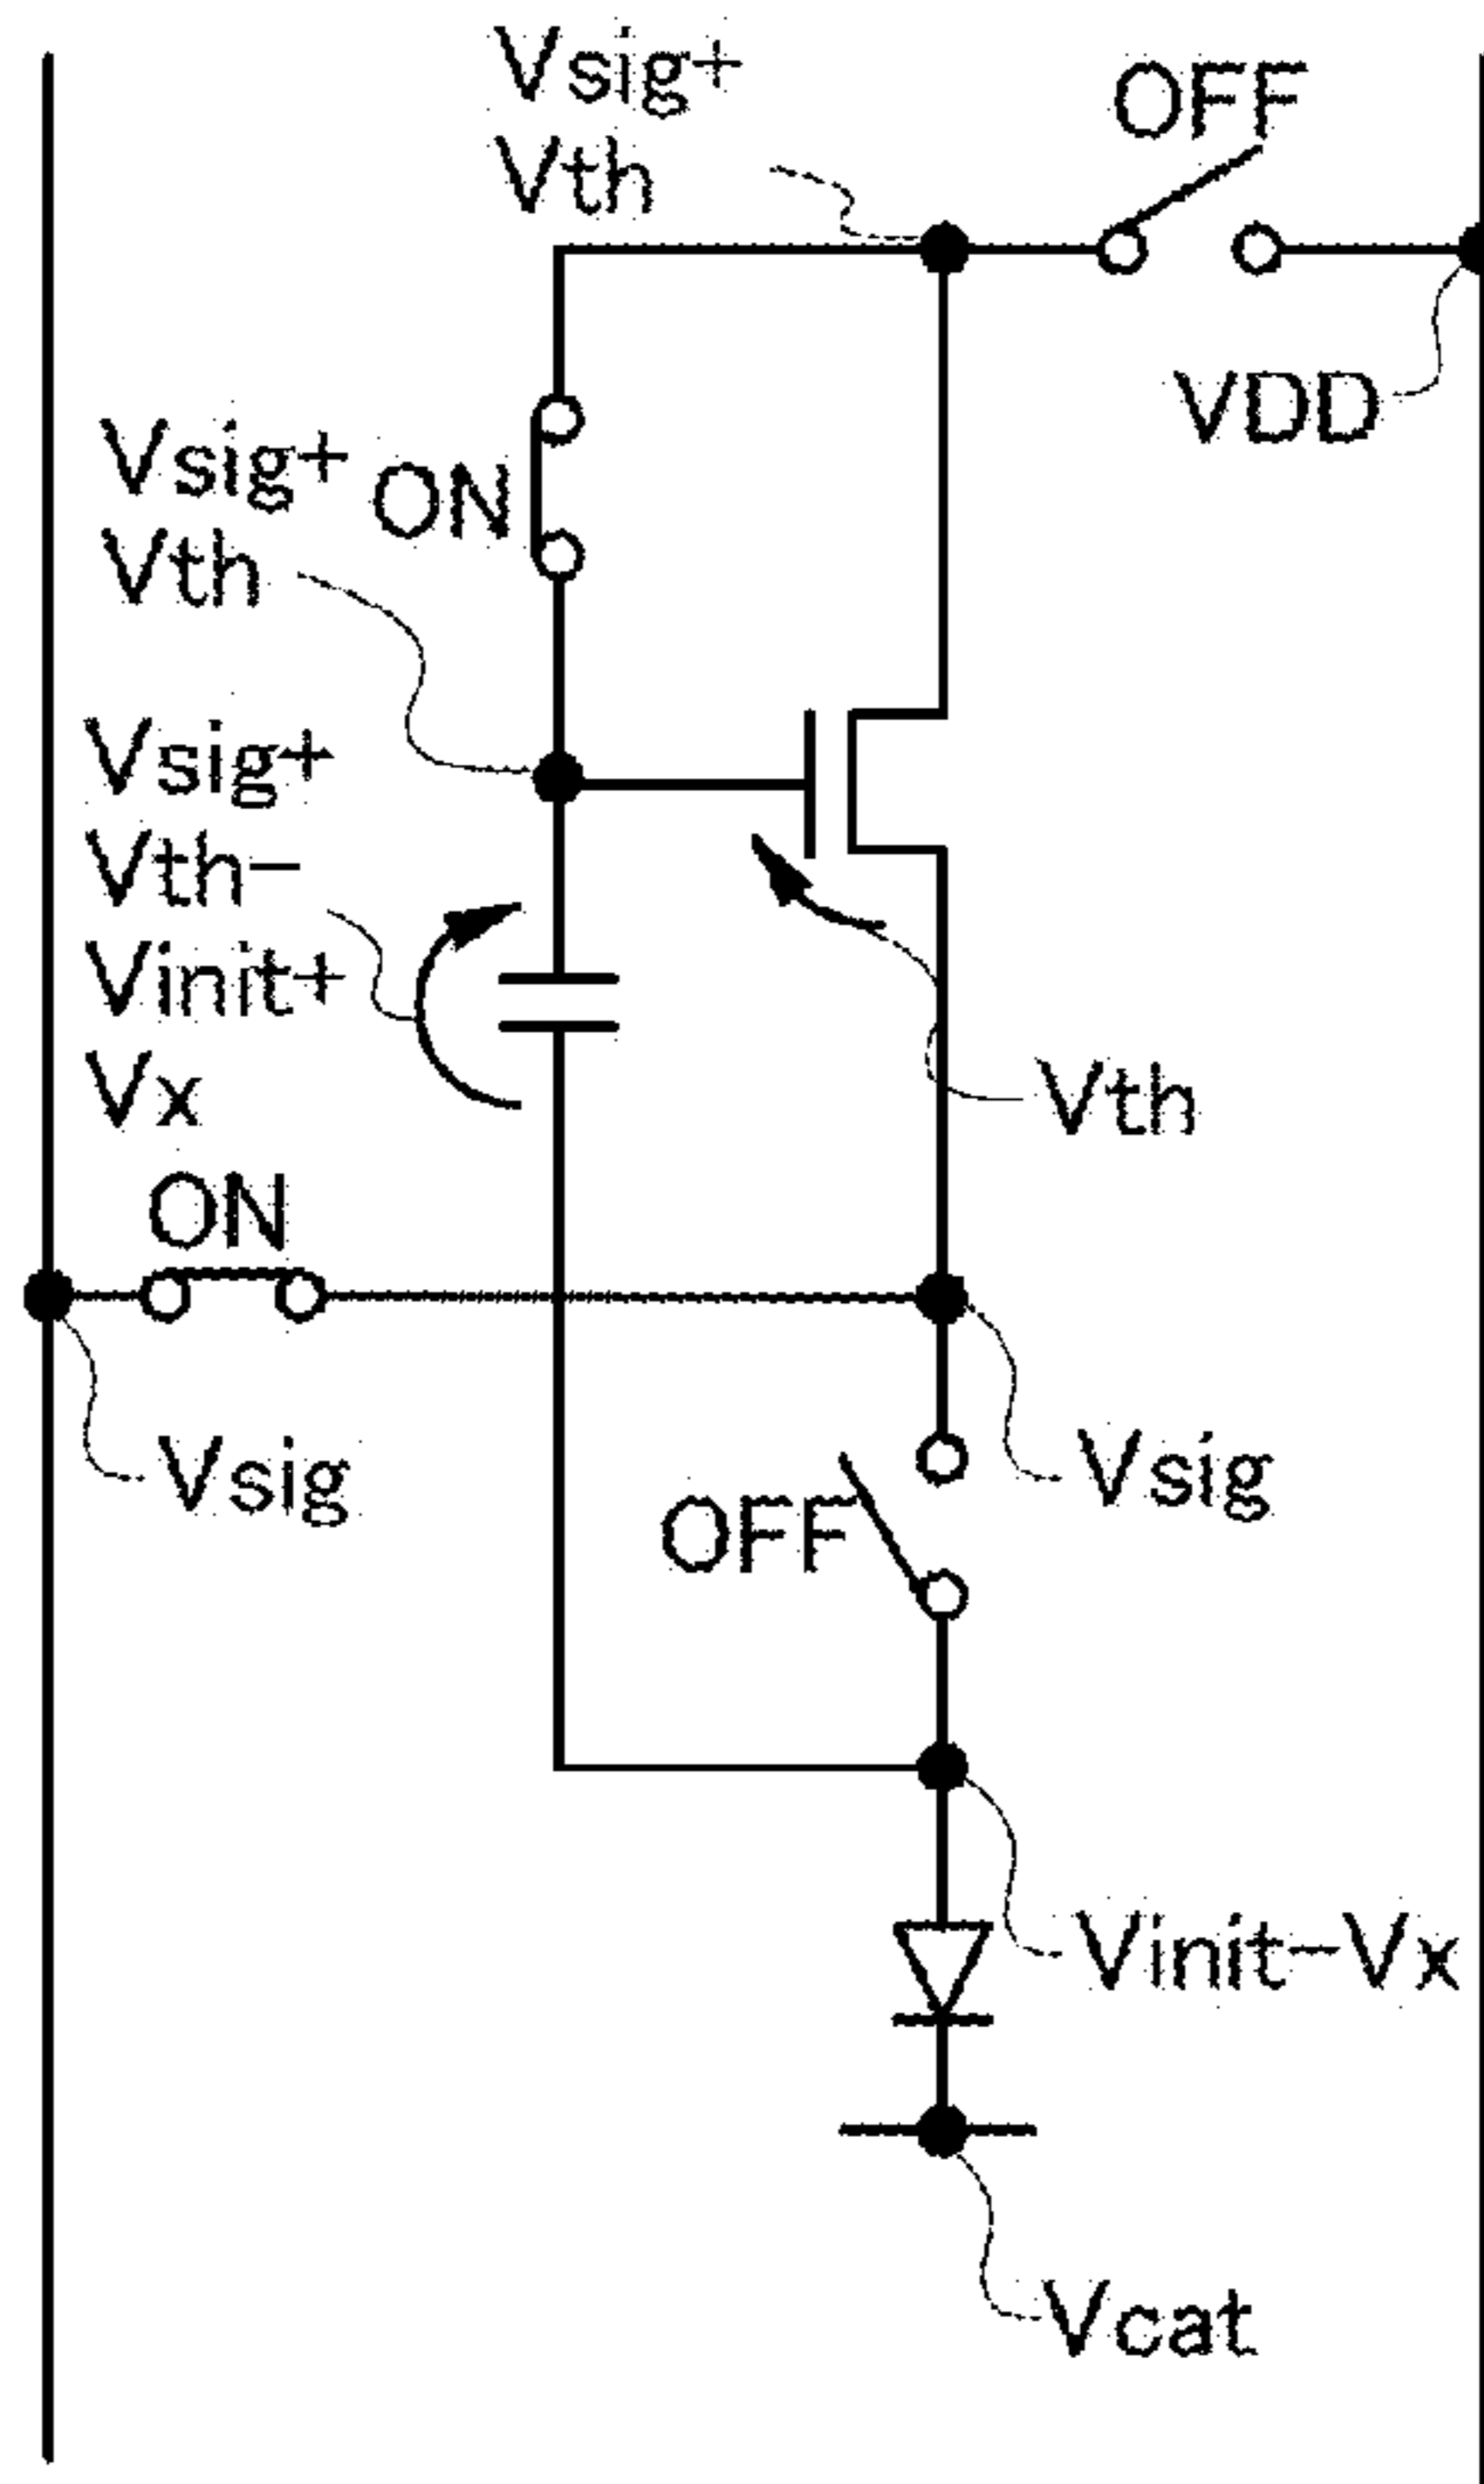 Vsig+
Vth
OFF
VDD
Vsig+
Vth
ON
Vsig+
Vth−
Vinit+
Vx
Vth
ON
Vsig
Vsig
OFF
Vinit−Vx
Vcat